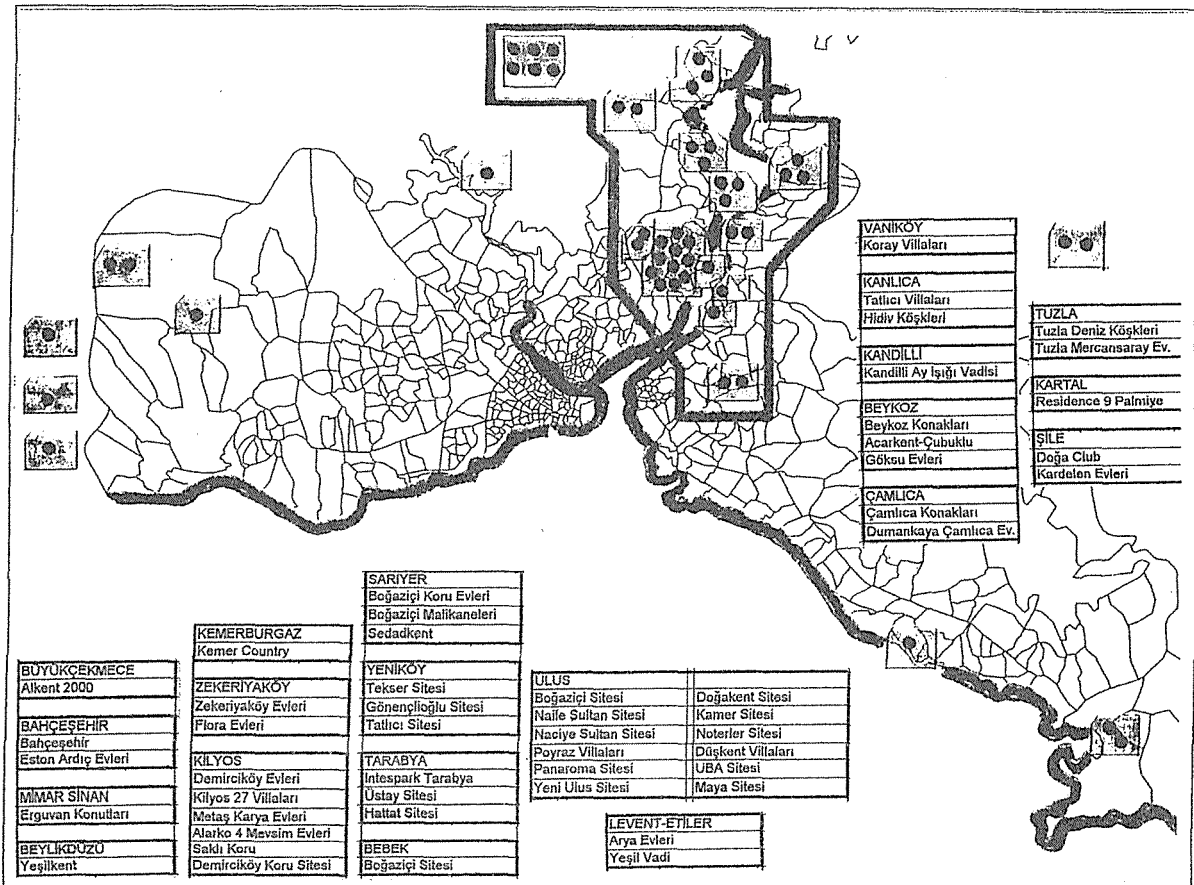 VANIKÖY
Koray Villaları
KANLICA
Tatlıcı Villaları
Hidiv Köşkleri
KANDİLLİ
Kandilli Ay Işığı Vadisi
BEYKOZ
Beykoz Konakları
Acarkent-Çubuklu
Göksu Evleri
ÇAMLICA
Çamlıca Konakları
Dumankaya Çamlıca Ev.
TUZLA
Tuzla Deniz Köşkleri
Tuzla Mercansaray Ev.
KARTAL
Residence 9 Palmiye
ŞİLE
Doğa Club
Kardelen Evleri
BÜYÜKÇEKMECE
Alkent 2000
BAHÇEŞEHİR
Bahçeşehir
Eston Ardıç Evleri
MİMAR SİNAN
Erguvan Konutları
BEYLİKDÜZÜ
Yeşilkent
KEMERBURGAZ
Kemer Country
ZEKERİYAKÖY
Zekeriyaköy Evleri
Flora Evleri
KİLYOS
Demirciköy Evleri
Kilyos 27 Villaları
Metaş Karya Evleri
Alarko 4 Mevsim Evleri
Saklı Koru
Demirciköy Koru Sitesi
SARIYER
Boğaziçi Koru Evleri
Boğaziçi Malikaneleri
Sedadkent
YENİKÖY
Tekser Sitesi
Gönençlioğlu Sitesi
Tatlıcı Sitesi
TARABYA
Intespark Tarabya
Üstay Sitesi
Hattat Sitesi
BEBEK
Boğaziçi Sitesi
ULUS
Boğaziçi Sitesi Doğakent Sitesi
Naile Sultan Sitesi Kamer Sitesi
Naciye Sultan Sitesi Noterler Sitesi
Poyraz Villaları Düşkent Villaları
Panaroma Sitesi UBA Sitesi
Yeni Ulus Sitesi Maya Sitesi
LEVENT-ETİLER
Arya Evleri
Yeşil Vadi